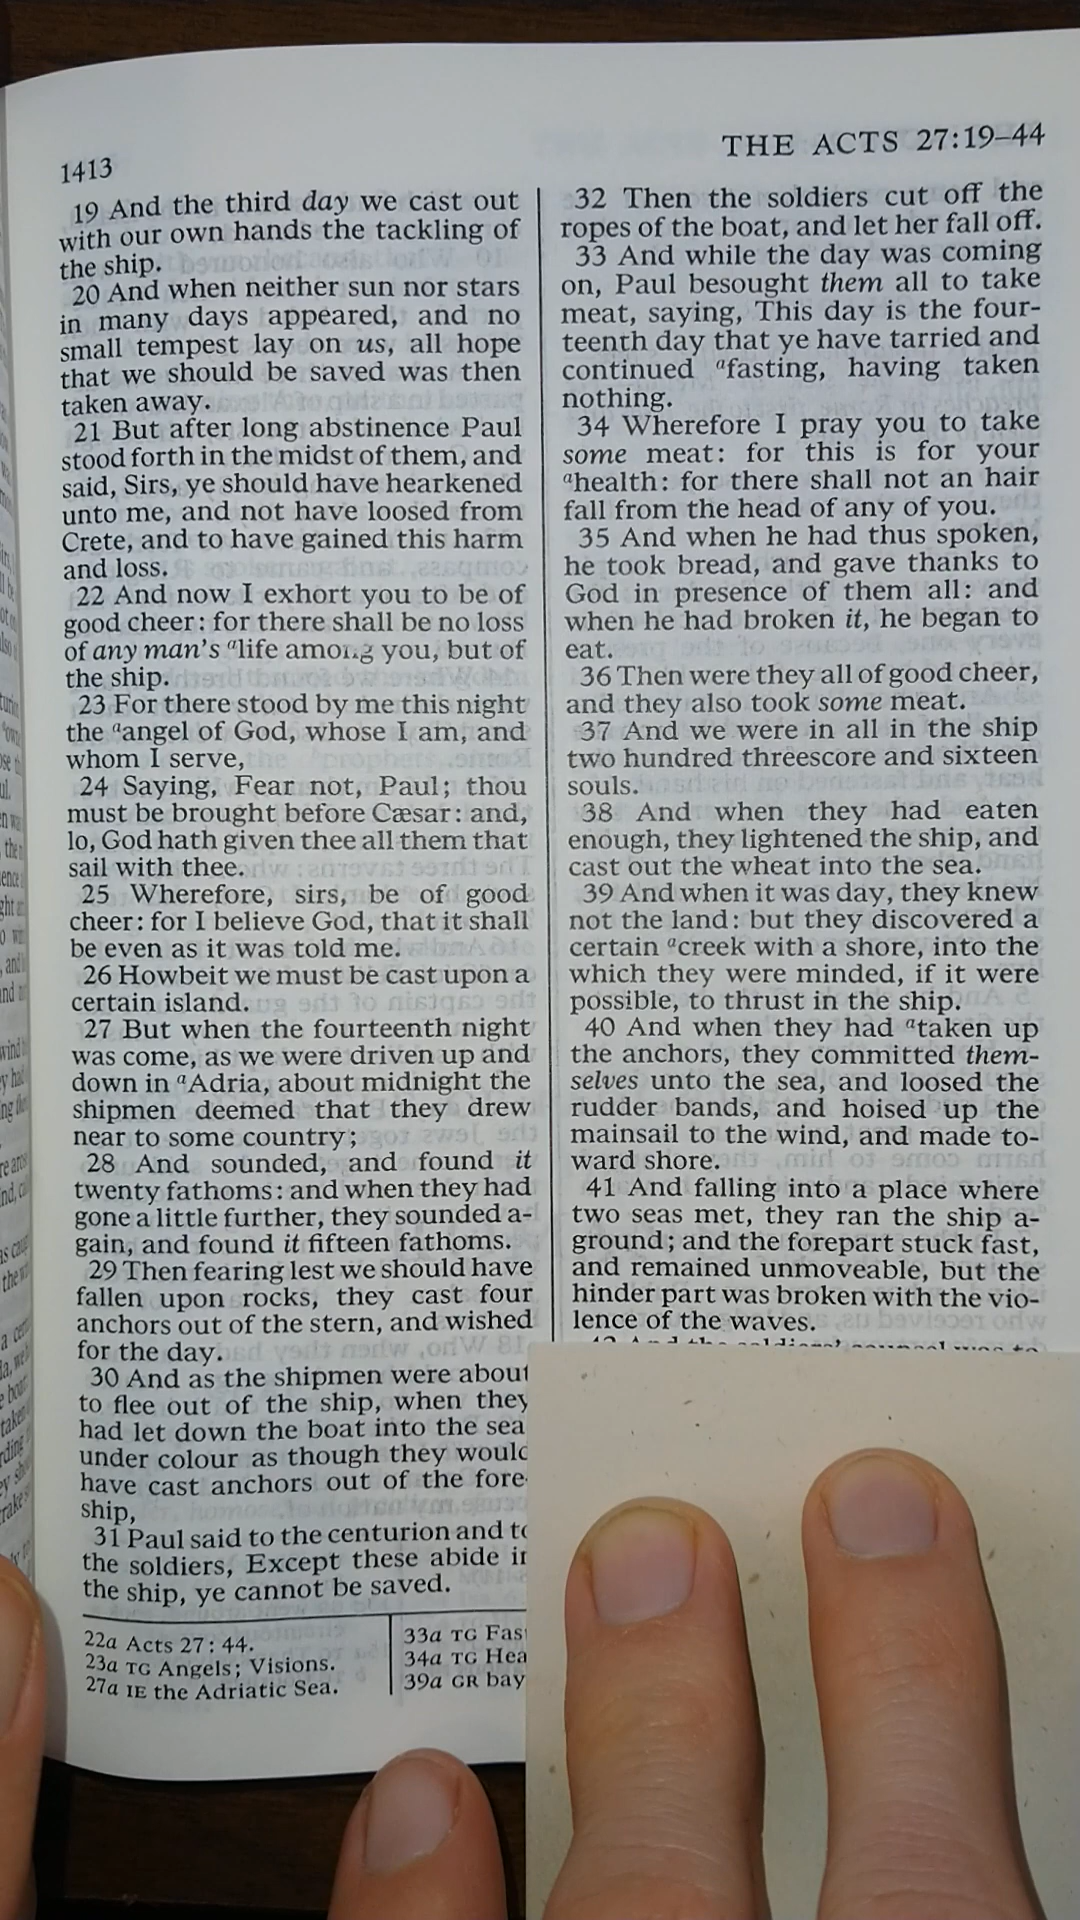 1413
THE ACTS 27:19–44
19 And the third day we cast out
with our own hands the tackling of
the ship.
20 And when neither sun nor stars
in many days appeared, and no
small tempest lay on us, all hope
that we should be saved was then
taken away.
21 But after long abstinence Paul
stood forth in the midst of them, and
said, Sirs, ye should have hearkened
unto me, and not have loosed from
Crete, and to have gained this harm
and loss.
22 And now I exhort you to be of
good cheer: for there shall be no loss
of any man's alife among you, but of
the ship.
23 For there stood by me this night
the aangel of God, whose I am, and
whom I serve,
24 Saying, Fear not, Paul; thou
must be brought before Cæsar: and,
lo, God hath given thee all them that
sail with thee.
25 Wherefore, sirs, be of good
cheer: for I believe God, that it shall
be even as it was told me.
26 Howbeit we must be cast upon a
certain island.
27 But when the fourteenth night
was come, as we were driven up and
down in aAdria, about midnight the
shipmen deemed that they drew
near to some country;
28 And sounded, and found it
twenty fathoms: and when they had
gone a little further, they sounded a-
gain, and found it fifteen fathoms.
29 Then fearing lest we should have
fallen upon rocks, they cast four
anchors out of the stern, and wished
for the day.
30 And as the shipmen were about
to flee out of the ship, when they
had let down the boat into the sea
under colour as though they would
have cast anchors out of the fore-
ship,
31 Paul said to the centurion and to
the soldiers, Except these abide in
the ship, ye cannot be saved.
32 Then the soldiers cut off the
ropes of the boat, and let her fall off.
33 And while the day was coming
on, Paul besought them all to take
meat, saying, This day is the four-
teenth day that ye have tarried and
continued afasting, having taken
nothing.
34 Wherefore I pray you to take
some meat: for this is for your
ahealth: for there shall not an hair
fall from the head of any of you.
35 And when he had thus spoken,
he took bread, and gave thanks to
God in presence of them all: and
when he had broken it, he began to
eat.
36 Then were they all of good cheer,
and they also took some meat.
37 And we were in all in the ship
two hundred threescore and sixteen
souls.
38 And when they had eaten
enough, they lightened the ship, and
cast out the wheat into the sea.
39 And when it was day, they knew
not the land: but they discovered a
certain acreek with a shore, into the
which they were minded, if it were
possible, to thrust in the ship.
40 And when they had ataken up
the anchors, they committed them-
selves unto the sea, and loosed the
rudder bands, and hoised up the
mainsail to the wind, and made to-
ward shore.
41 And falling into a place where
two seas met, they ran the ship a-
ground; and the forepart stuck fast,
and remained unmoveable, but the
hinder part was broken with the vio-
lence of the waves.
22a Acts 27:44.
23a TG Angels; Visions.
27a IE the Adriatic Sea.
33a TG
34a TG
39a GR bay